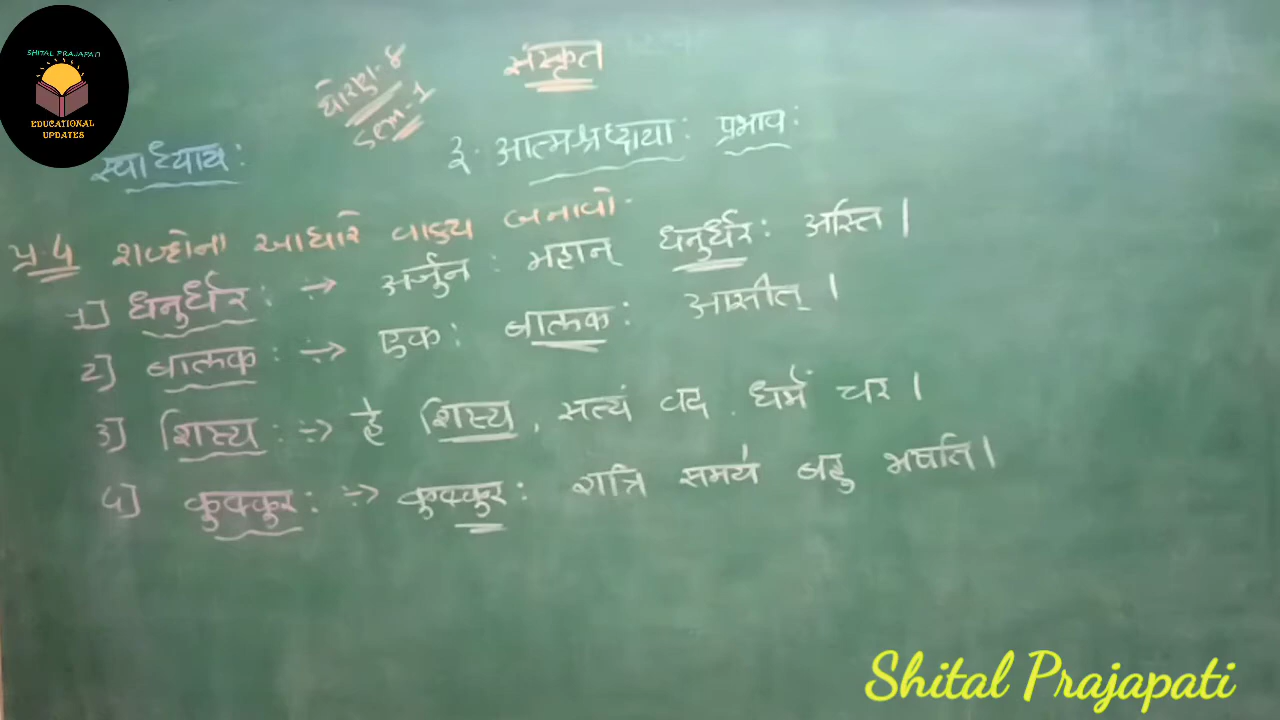 SHITAL PRAJAPATI
EDUCATIONAL
UPDATES
संस्कृत
ધોરણ-૪
sem-1
स्वाध्याय:
३. आत्मश्रध्दाया: प्रभाव:
પ્ર.5 શબ્દોના આધારે વાક્ય બનાવો.
1] धनुर्धर: → अर्जुन: महान् धनुर्धर: अस्ति |
2] बालक: → एक: बालक: आसीत् |
3] शिष्य: → हे शिष्य, सत्यं वद . धर्मं चर |
4] कुक्कुर: → कुक्कुर: रात्रि समये बहु भषति |
Shital Prajapati